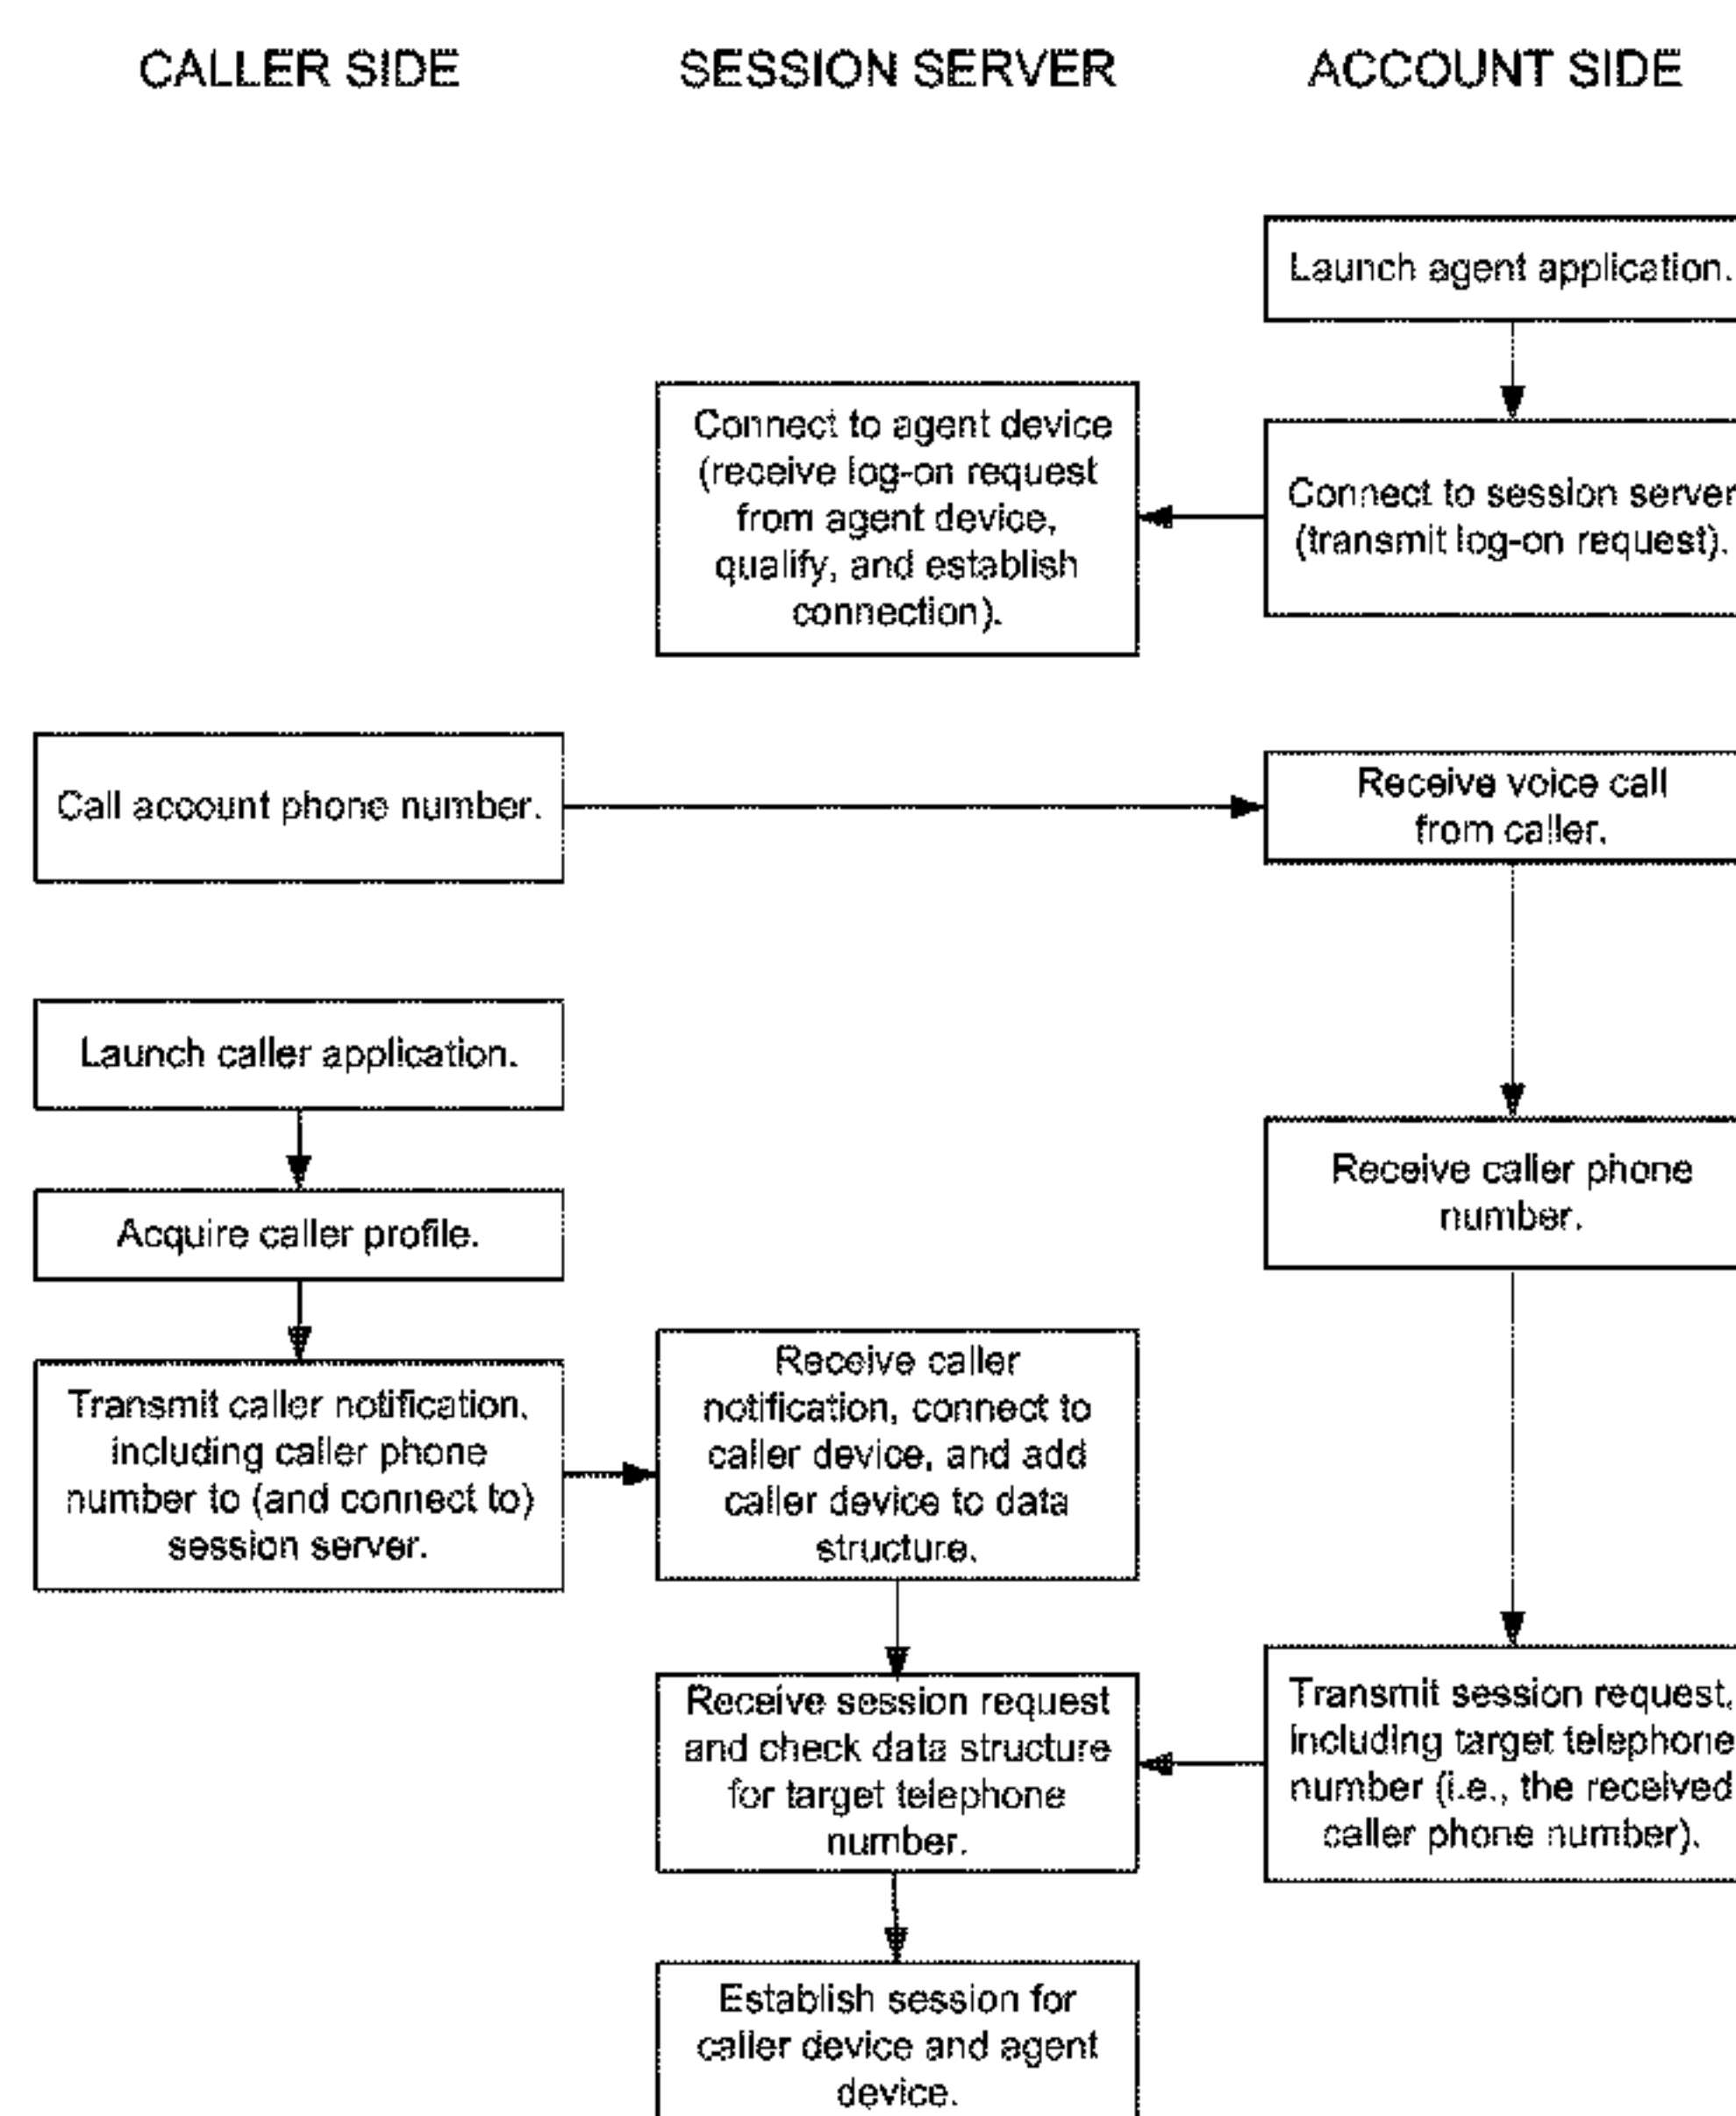 CALLER SIDE
SESSION SERVER
ACCOUNT SIDE
Launch agent application.
Connect to agent device
(receive log-on request
from agent device,
qualify, and establish
connection).
Connect to session server
(transmit log-on request).
Call account phone number.
Receive voice call
from caller.
Launch caller application.
Receive caller phone
number.
Acquire caller profile.
Transmit caller notification,
including caller phone
number to (and connect to)
session server.
Receive caller
notification, connect to
caller device, and add
caller device to data
structure.
Receive session request
and check data structure
for target telephone
number.
Transmit session request,
including target telephone
number (i.e., the received
caller phone number).
Establish session for
caller device and agent
device.